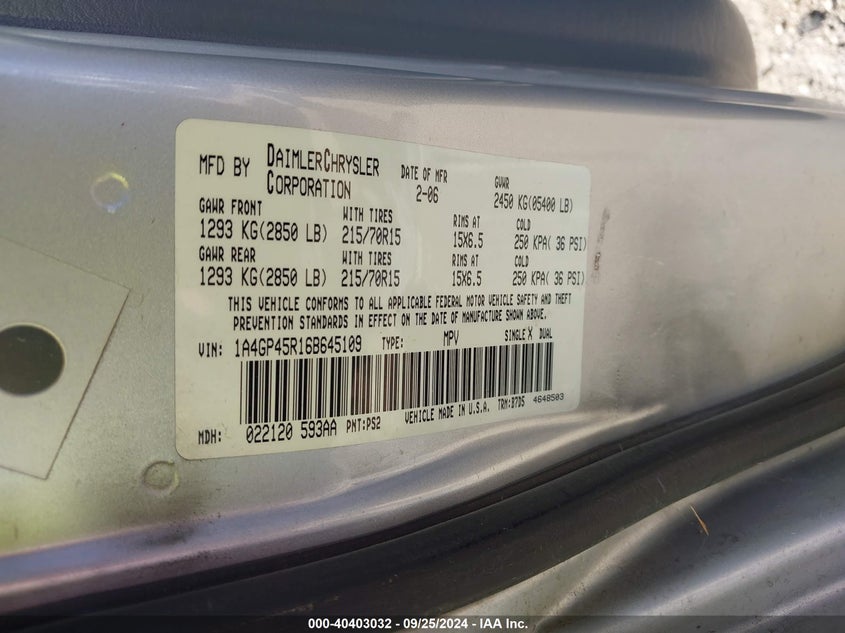 MFD BY DAIMLERCHRYSLER CORPORATION
DATE OF MFR 2-06
GVWR 2450 KG(05400 LB)
GAWR FRONT WITH TIRES RIMS AT COLD
1293 KG(2850 LB) 215/70R15 15X6.5 250 KPA( 36 PSI)
GAWR REAR WITH TIRES RIMS AT COLD
1293 KG(2850 LB) 215/70R15 15X6.5 250 KPA( 36 PSI)
THIS VEHICLE CONFORMS TO ALL APPLICABLE FEDERAL MOTOR VEHICLE SAFETY AND THEFT
PREVENTION STANDARDS IN EFFECT ON THE DATE OF MANUFACTURE SHOWN ABOVE.
VIN: 1A4GP45R16B645109 TYPE: MPV SINGLE X DUAL
MDH: 022120 593AA PNT:PS2 VEHICLE MADE IN U.S.A. TRM:B7D5 4648503
000-40403032 - 09/25/2024 - IAA Inc.